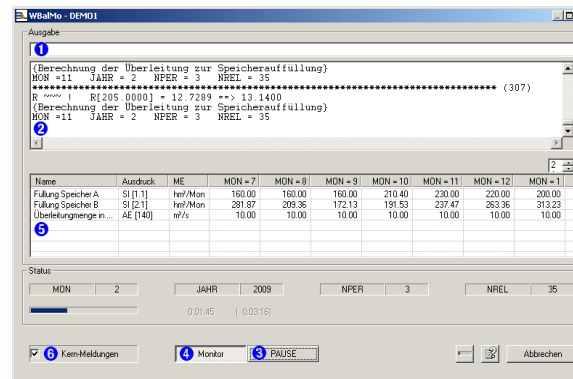 WBalMo - DEMO1
Ausgabe
1
{Berechnung der Überleitung zur Speicherauffüllung}
MON =11 JAHR = 2 NPER = 3 NREL = 35
******************************************************************************* (307)
R ~~~ ! R[205.0000] = 12.7289 ==> 13.1400
{Berechnung der Überleitung zur Speicherauffüllung}
MON =11 JAHR = 2 NPER = 3 NREL = 35
2
2
Name Ausdruck ME MON = 7 MON = 8 MON = 9 MON = 10 MON = 11 MON = 12 MON = 1
Füllung Speicher A SI [1.1] hm³/Mon 160.00 160.00 160.00 210.40 230.00 220.00 200.00
Füllung Speicher B SI [2.1] hm³/Mon 281.87 209.36 172.13 191.53 237.47 263.36 313.23
Überleitungmenge in ... AE [140] m³/s 10.00 10.00 10.00 10.00 10.00 10.00 10.00
5
Status
MON 2 JAHR 2009 NPER 3 NREL 35
0:01:45 ( 0:03:16)
6 Kern-Meldungen 4 Monitor 3 PAUSE Abbrechen